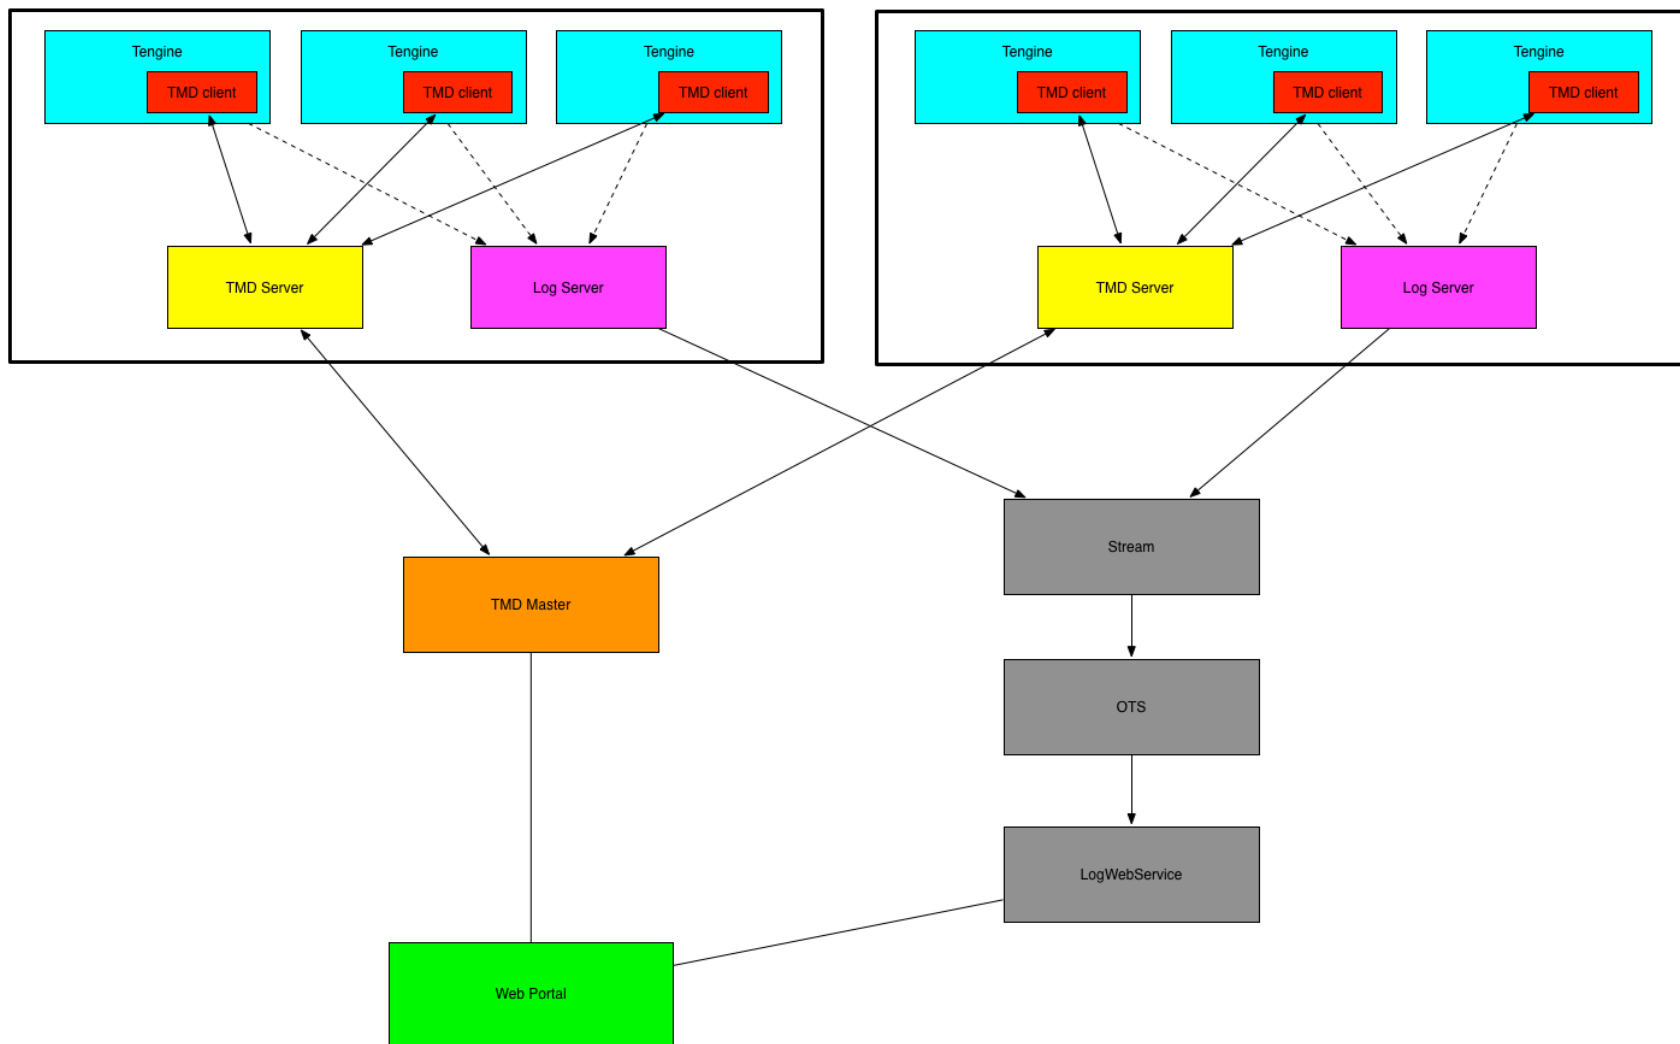 Tengine
Tengine
Tengine
TMD client
TMD client
TMD client
TMD Server
Log Server
Tengine
Tengine
Tengine
TMD client
TMD client
TMD client
TMD Server
Log Server
Stream
TMD Master
OTS
LogWebService
Web Portal